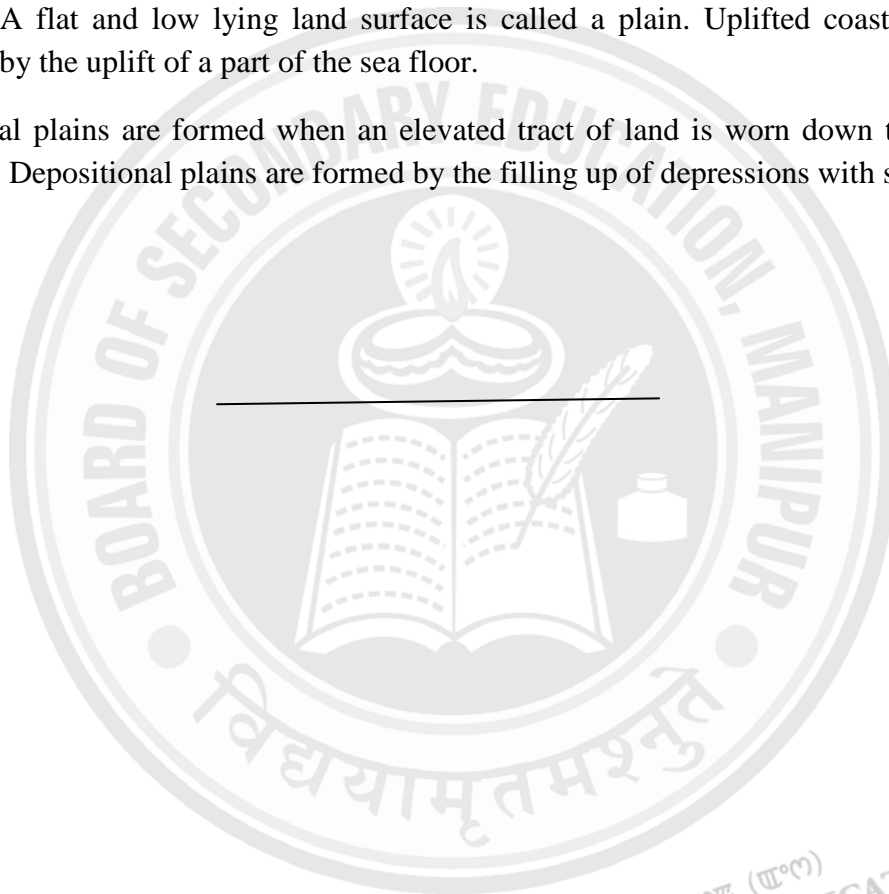 A flat and low lying land surface is called a plain. Uplifted coast
by the uplift of a part of the sea floor.
al plains are formed when an elevated tract of land is worn down t
Depositional plains are formed by the filling up of depressions with s
BOARD OF SECONDARY EDUCATION, MANIPUR
विद्ययामृतमश्नुते